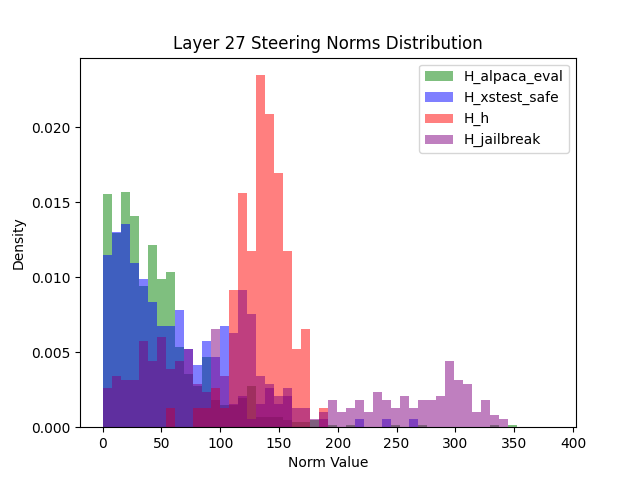 Layer 27 Steering Norms Distribution
H_alpaca_eval
H_xstest_safe
H_h
H_jailbreak
Density
0.020
0.015
0.010
0.005
0.000
0 50 100 150 200 250 300 350 400
Norm Value